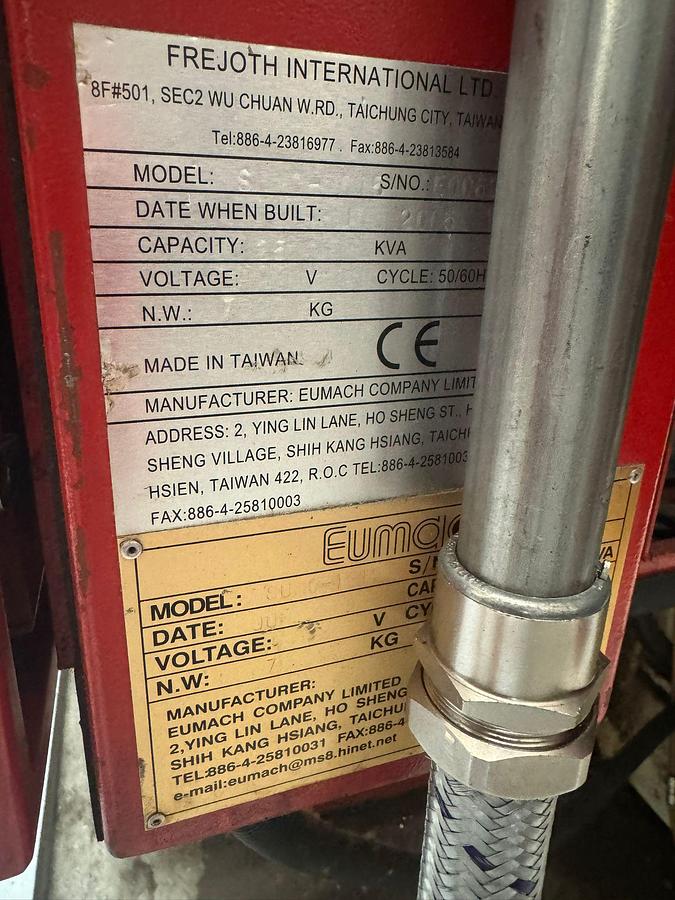 FREJOTH INTERNATIONAL LTD.
8F#501, SEC2 WU CHUAN W.RD., TAICHUNG CITY, TAIWAN
Tel:886-4-23816977 . Fax:886-4-23813584
MODEL: S/NO.:
DATE WHEN BUILT:
CAPACITY: KVA
VOLTAGE: V CYCLE: 50/60H
N.W.: KG
MADE IN TAIWAN CE
MANUFACTURER: EUMACH COMPANY LIMIT
ADDRESS: 2, YING LIN LANE, HO SHENG ST., H
SHENG VILLAGE, SHIH KANG HSIANG, TAICH
HSIEN, TAIWAN 422, R.O.C TEL:886-4-2581003
FAX:886-4-25810003
EUMAC
MODEL: S/N
DATE: CAP VA
VOLTAGE: V CYC
N.W: KG
MANUFACTURER:
EUMACH COMPANY LIMITED
2,YING LIN LANE, HO SHENG
SHIH KANG HSIANG, TAICHU
TEL:886-4-25810031 FAX:886-4
e-mail:eumach@ms8.hinet.net